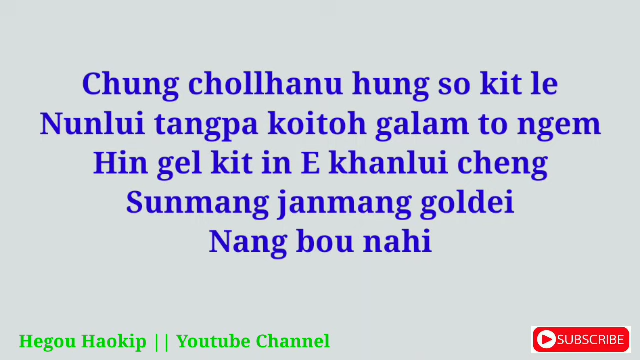 Chung chollhanu hung so kit le
Nunlui tangpa koitoh galam to ngem
Hin gel kit in E khanlui cheng
Sunmang janmang goldei
Nang bou nahi
Hegou Haokip || Youtube Channel
SUBSCRIBE